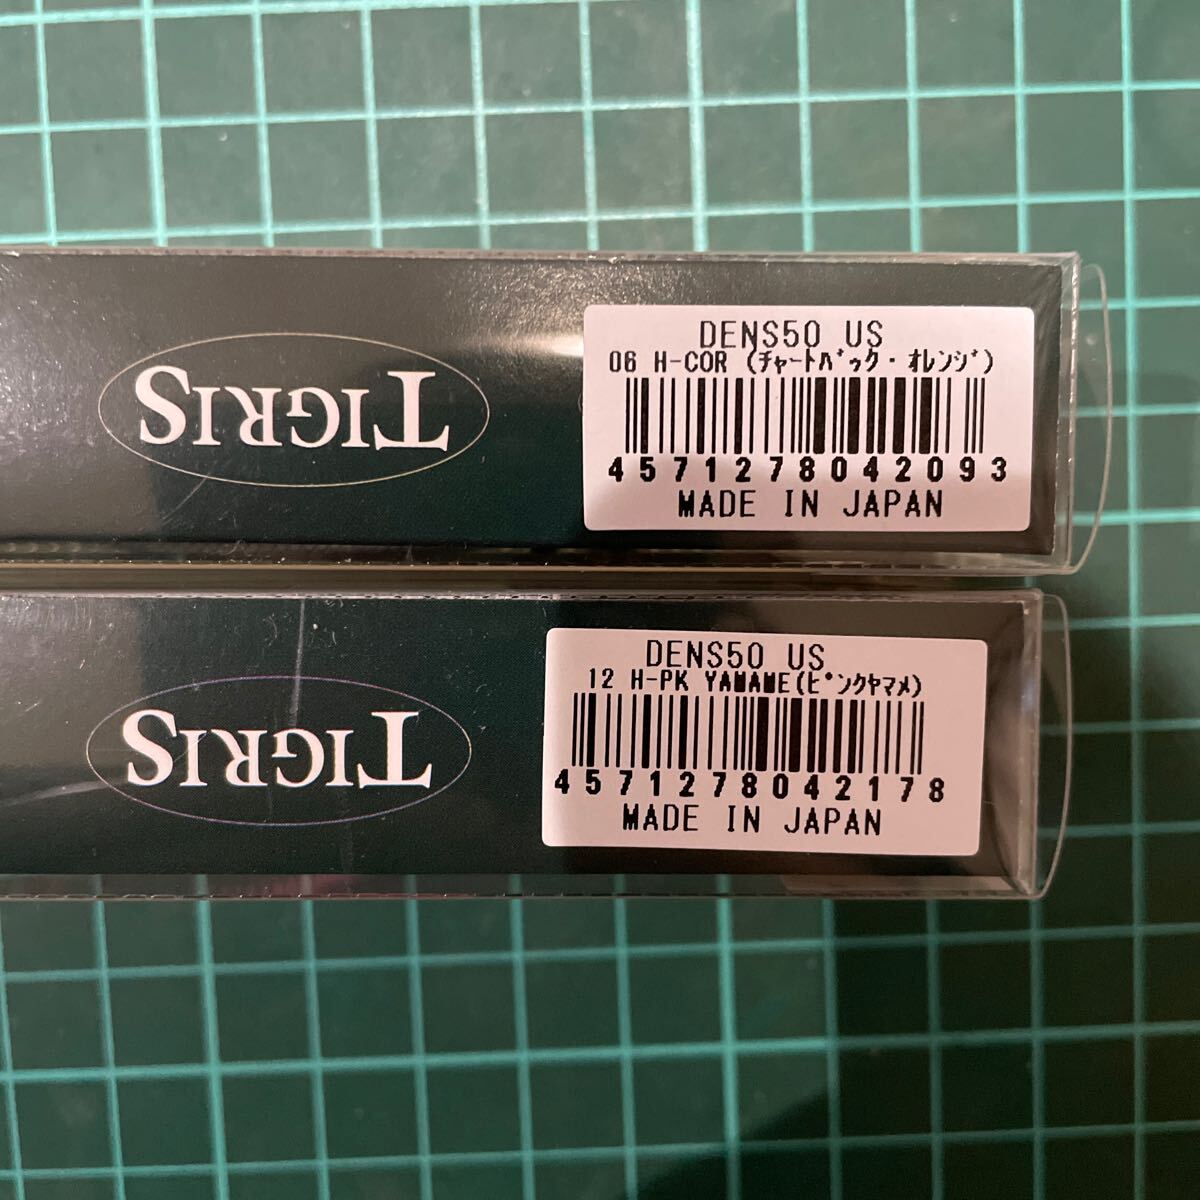 TIGRIS
DENS50 US
06 H-COR (ﾁｬｰﾄﾊﾞｯｸ・ｵﾚﾝｼﾞ)
4571278042093
MADE IN JAPAN
TIGRIS
DENS50 US
12 H-PK YAMAME(ﾋﾟﾝｸﾔﾏﾒ)
4571278042178
MADE IN JAPAN